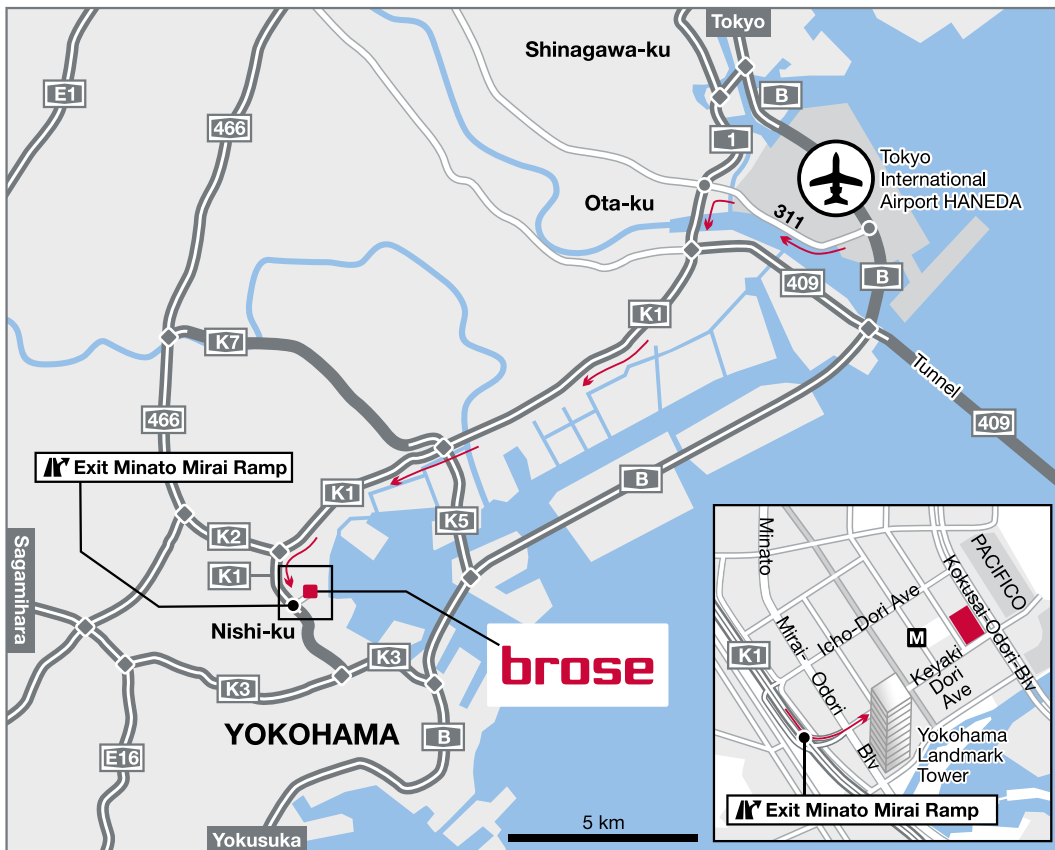 Tokyo
Shinagawa-ku
E1
B
466
1
Tokyo
International
Airport HANEDA
Ota-ku
311
B
409
K1
K7
Tunnel
466
409
Exit Minato Mirai Ramp
B
K1
K5
K2
Sagamihara
K1
Nishi-ku
brose
K3
K3
YOKOHAMA
B
E16
Yokusuka
5 km
Minato
Mirai-
Odori
Blv
PACIFICO
Kokusai-Odori-Blv
Icho-Dori Ave
M
Keyaki
Dori
Ave
K1
Yokohama
Landmark
Tower
Exit Minato Mirai Ramp